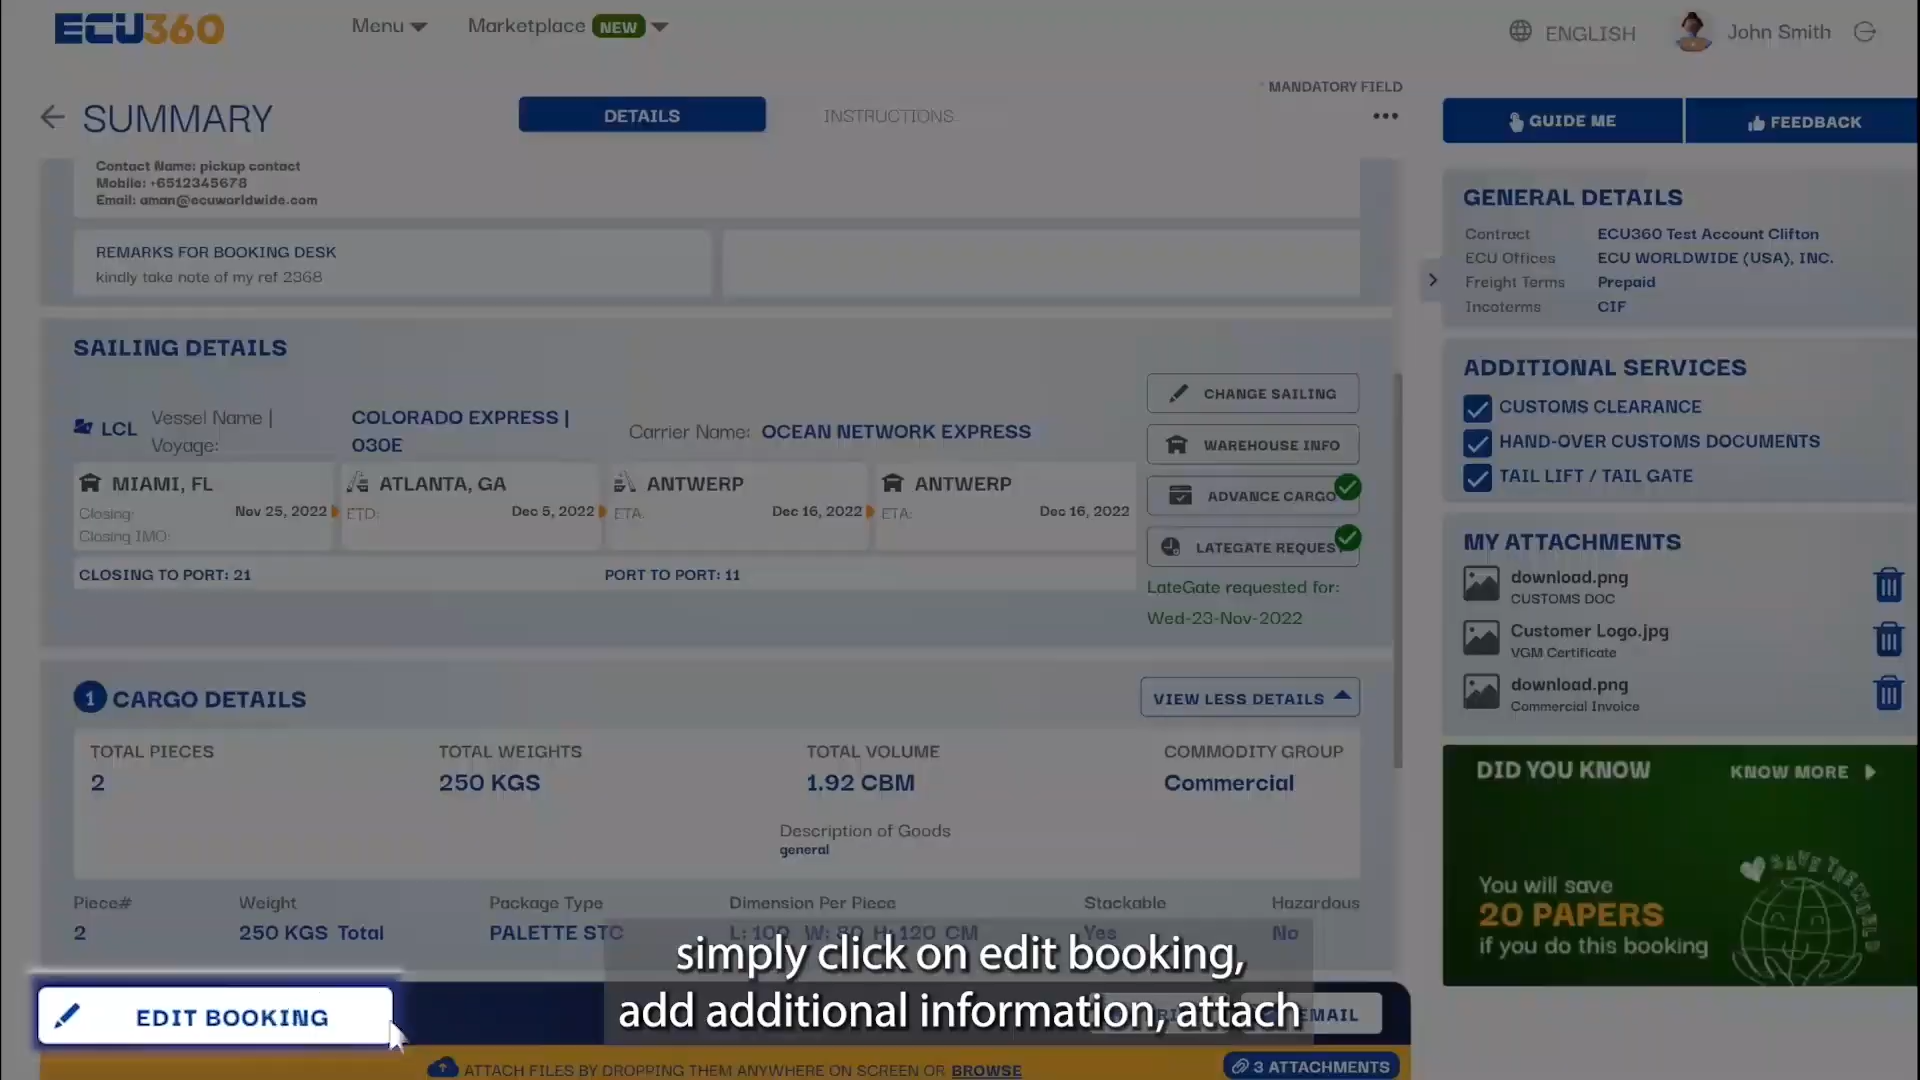 ECU360
Menu
Marketplace NEW
ENGLISH
John Smith
* MANDATORY FIELD
SUMMARY
DETAILS
INSTRUCTIONS
GUIDE ME
FEEDBACK
Contact Name: pickup contact
Mobile: +6512345678
Email: aman@ecuworldwide.com
REMARKS FOR BOOKING DESK
kindly take note of my ref 2368
GENERAL DETAILS
Contract ECU360 Test Account Clifton
ECU Offices ECU WORLDWIDE (USA), INC.
Freight Terms Prepaid
Incoterms CIF
SAILING DETAILS
LCL
Vessel Name |
Voyage:
COLORADO EXPRESS |
030E
Carrier Name: OCEAN NETWORK EXPRESS
MIAMI, FL
Closing: Nov 25, 2022
Closing IMO:
ATLANTA, GA
ETD: Dec 5, 2022
ANTWERP
ETA: Dec 16, 2022
ANTWERP
ETA: Dec 16, 2022
CLOSING TO PORT: 21
PORT TO PORT: 11
CHANGE SAILING
WAREHOUSE INFO
ADVANCE CARGO
LATEGATE REQUEST
LateGate requested for:
Wed-23-Nov-2022
ADDITIONAL SERVICES
CUSTOMS CLEARANCE
HAND-OVER CUSTOMS DOCUMENTS
TAIL LIFT / TAIL GATE
MY ATTACHMENTS
download.png
CUSTOMS DOC
Customer Logo.jpg
VGM Certificate
download.png
Commercial Invoice
1 CARGO DETAILS
VIEW LESS DETAILS
TOTAL PIECES
2
TOTAL WEIGHTS
250 KGS
TOTAL VOLUME
1.92 CBM
COMMODITY GROUP
Commercial
Description of Goods
general
Piece# Weight Package Type Dimension Per Piece Stackable Hazardous
2 250 KGS Total PALETTE STC L: 100 W: 80 H: 120 CM Yes No
DID YOU KNOW
KNOW MORE
You will save
20 PAPERS
if you do this booking
SAVE THE WORLD
simply click on edit booking,
add additional information, attach
EDIT BOOKING
EMAIL
ATTACH FILES BY DROPPING THEM ANYWHERE ON SCREEN OR BROWSE
3 ATTACHMENTS